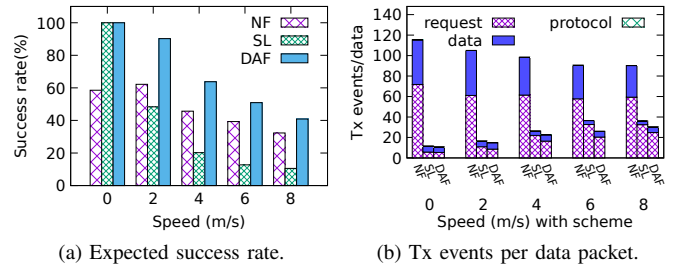 Success rate(%)
100
80
60
40
20
0
NF
SL
DAF
0 2 4 6 8
Speed (m/s)
(a) Expected success rate.
Tx events/data
140
120
100
80
60
40
20
0
request protocol
data
NF SL DAF NF SL DAF NF SL DAF NF SL DAF NF SL DAF
0 2 4 6 8
Speed (m/s) with scheme
(b) Tx events per data packet.